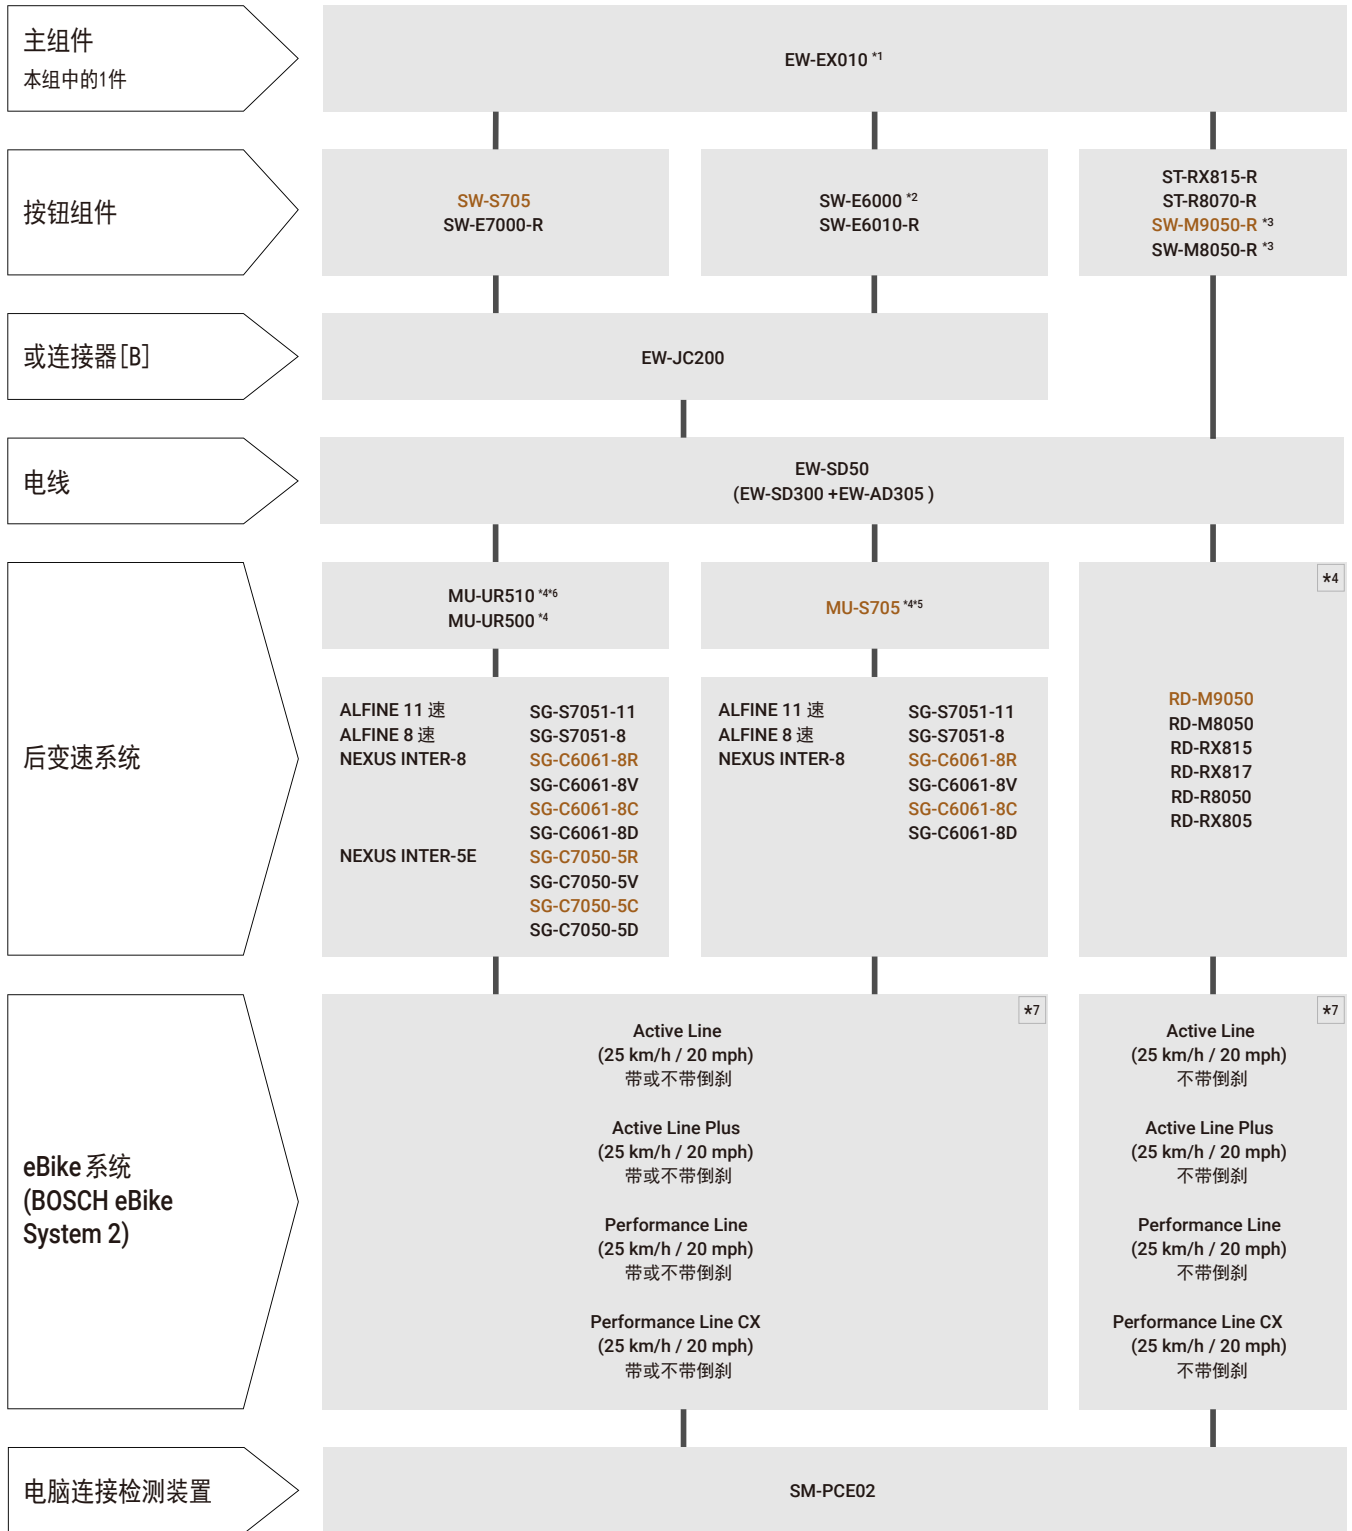 主组件
本组中的1件
EW-EX010 *1
按钮组件
SW-S705
SW-E7000-R
SW-E6000 *2
SW-E6010-R
ST-RX815-R
ST-R8070-R
SW-M9050-R *3
SW-M8050-R *3
或连接器[B]
EW-JC200
电线
EW-SD50
(EW-SD300 +EW-AD305 )
后变速系统
MU-UR510 *4*6
MU-UR500 *4
ALFINE 11 速 SG-S7051-11
ALFINE 8 速 SG-S7051-8
NEXUS INTER-8 SG-C6061-8R
SG-C6061-8V
SG-C6061-8C
SG-C6061-8D
NEXUS INTER-5E SG-C7050-5R
SG-C7050-5V
SG-C7050-5C
SG-C7050-5D
MU-S705 *4*5
ALFINE 11 速 SG-S7051-11
ALFINE 8 速 SG-S7051-8
NEXUS INTER-8 SG-C6061-8R
SG-C6061-8V
SG-C6061-8C
SG-C6061-8D
*4
RD-M9050
RD-M8050
RD-RX815
RD-RX817
RD-R8050
RD-RX805
eBike 系统
(BOSCH eBike
System 2)
*7
Active Line
(25 km/h / 20 mph)
带或不带倒刹
Active Line Plus
(25 km/h / 20 mph)
带或不带倒刹
Performance Line
(25 km/h / 20 mph)
带或不带倒刹
Performance Line CX
(25 km/h / 20 mph)
带或不带倒刹
*7
Active Line
(25 km/h / 20 mph)
不带倒刹
Active Line Plus
(25 km/h / 20 mph)
不带倒刹
Performance Line
(25 km/h / 20 mph)
不带倒刹
Performance Line CX
(25 km/h / 20 mph)
不带倒刹
电脑连接检测装置
SM-PCE02